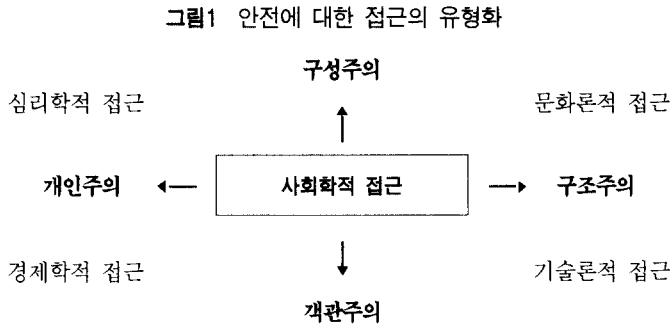 그림1 안전에 대한 접근의 유형화
구성주의
심리학적 접근 문화론적 접근
개인주의 사회학적 접근 구조주의
경제학적 접근 기술론적 접근
객관주의